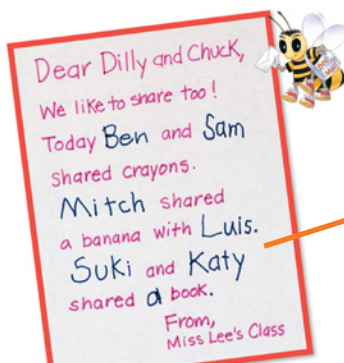 Dear Dilly and Chuck,
We like to share too!
Today Ben and Sam
shared crayons.
Mitch shared
a banana with Luis.
Suki and Katy
shared a book.
From,
Miss Lee's Class